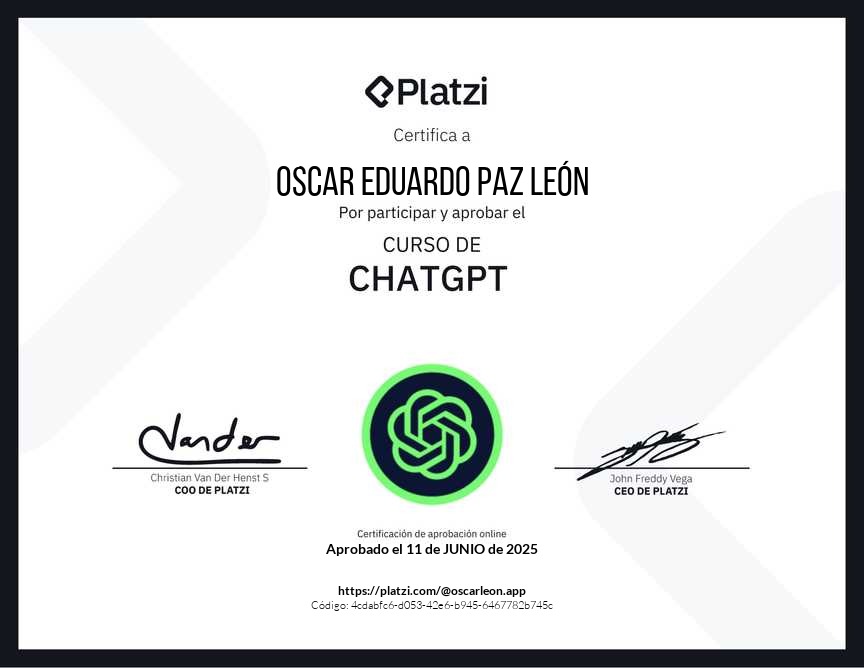 Platzi
Certifica a
OSCAR EDUARDO PAZ LEÓN
Por participar y aprobar el
CURSO DE
CHATGPT
Vander
Christian Van Der Henst S
COO DE PLATZI
John Freddy Vega
CEO DE PLATZI
Certificación de aprobación online
Aprobado el 11 de JUNIO de 2025
https://platzi.com/@oscarleon.app
Código: 4cdabfc6-d053-42e6-b945-6467782b745c